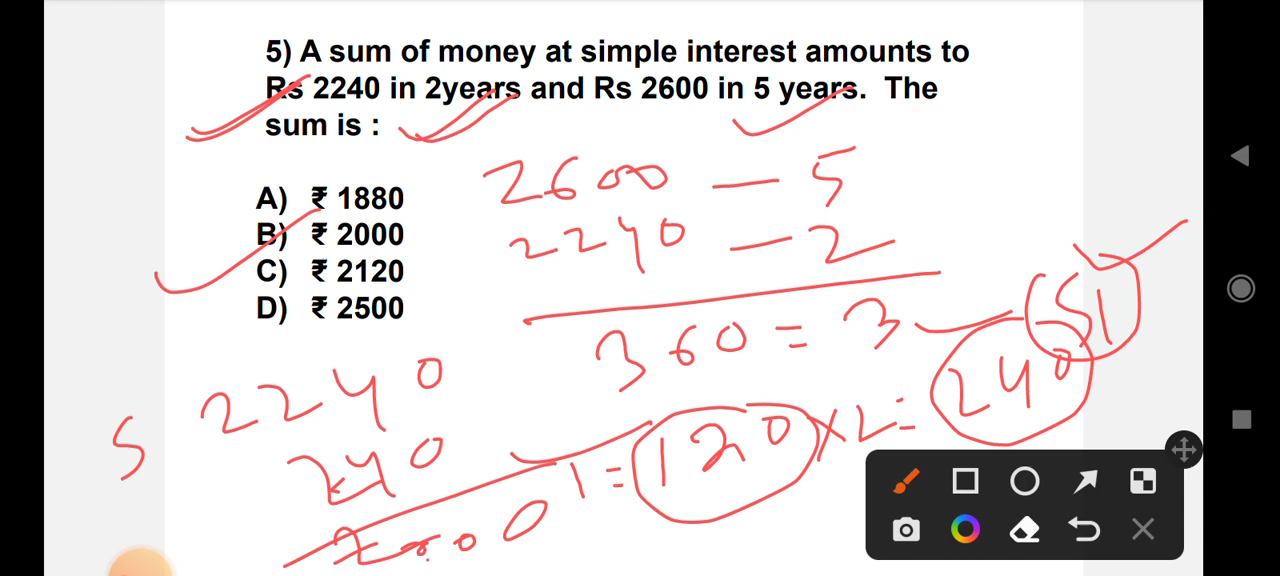 5) A sum of money at simple interest amounts to
Rs 2240 in 2years and Rs 2600 in 5 years. The
sum is :
A) ₹ 1880
B) ₹ 2000
C) ₹ 2120
D) ₹ 2500
2600 — 5
2240 — 2
360 = 3 — (SI)
1 = 120 × 2 = 240
S 2240
240
2000